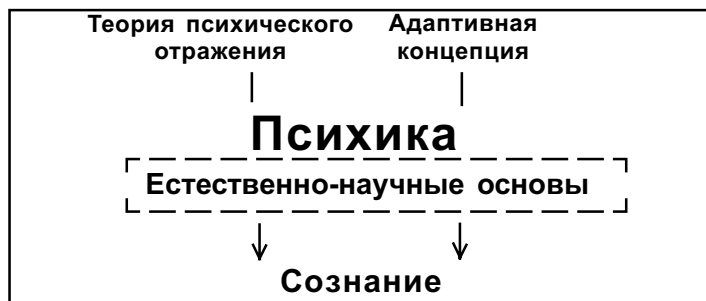 Теория психического отражения
Адаптивная концепция
Психика
Естественно-научные основы
Сознание